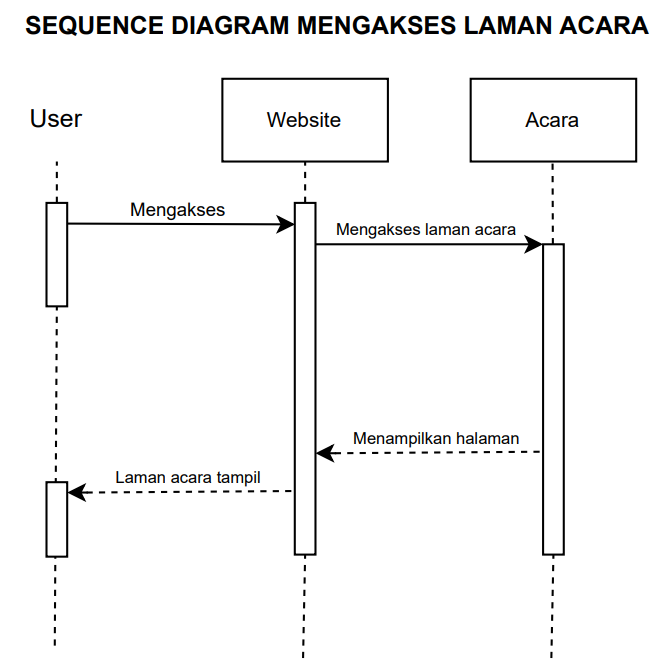 SEQUENCE DIAGRAM MENGAKSES LAMAN ACARA
User
Website
Acara
Mengakses
Mengakses laman acara
Menampilkan halaman
Laman acara tampil